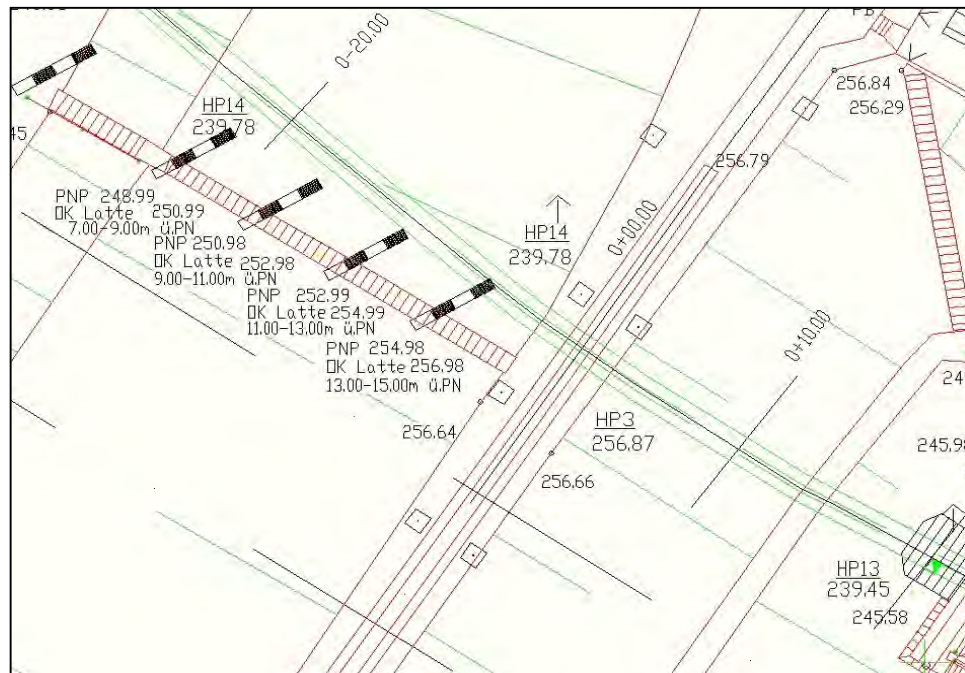 0-20.00
HP14
239.78
45
PNP 248.99
OK Latte 250.99
7.00-9.00m ü.PN
PNP 250.98
OK Latte 252.98
9.00-11.00m ü.PN
PNP 252.99
OK Latte 254.99
11.00-13.00m ü.PN
PNP 254.98
OK Latte 256.98
13.00-15.00m ü.PN
256.64
HP14
239.78
0+00.00
256.79
256.84
256.29
0+10.00
HP3
256.87
256.66
24
245.98
HP13
239.45
245.58